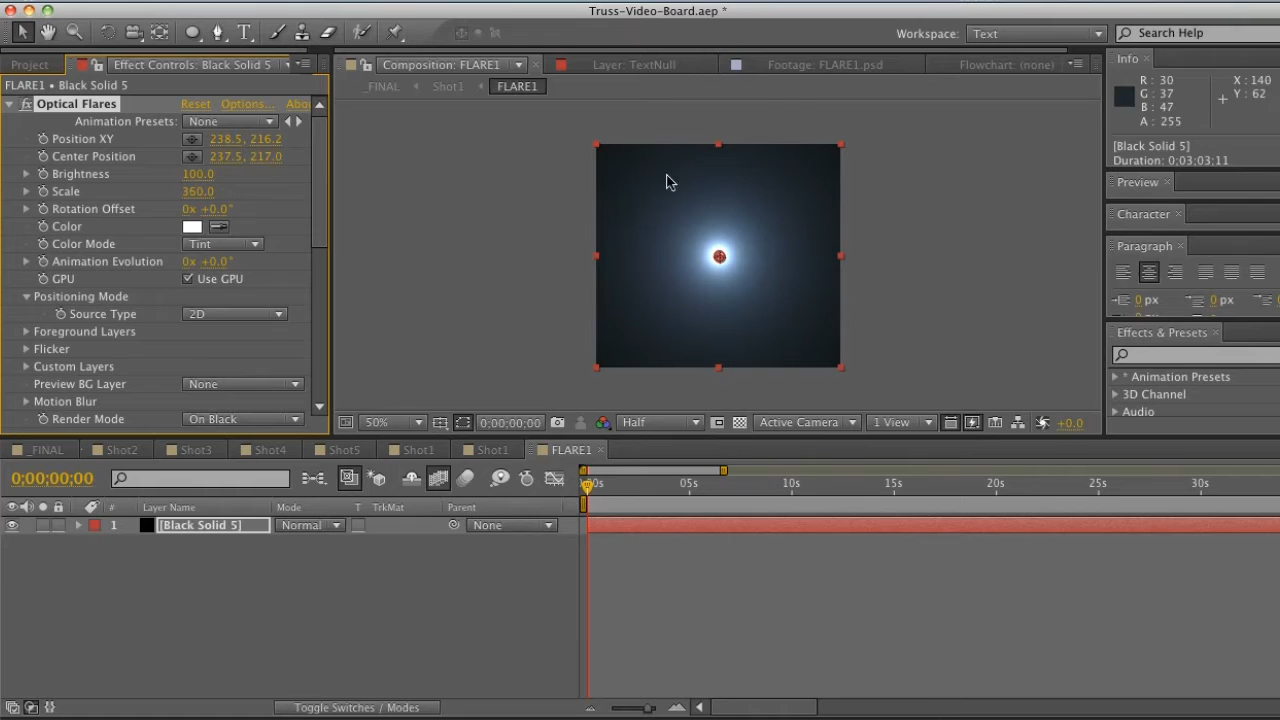 Truss-Video-Board.aep *
Workspace: Text Search Help
Project Effect Controls: Black Solid 5 Composition: FLARE1 Layer: TextNull Footage: FLARE1.psd Flowchart: (none) Info
FLARE1 • Black Solid 5 _FINAL Shot1 FLARE1
Optical Flares Reset Options... Abo
Animation Presets: None
Position XY 238.5, 216.2
Center Position 237.5, 217.0
Brightness 100.0
Scale 360.0
Rotation Offset 0x +0.0°
Color
Color Mode Tint
Animation Evolution 0x +0.0°
GPU Use GPU
Positioning Mode
Source Type 2D
Foreground Layers
Flicker
Custom Layers
Preview BG Layer None
Motion Blur
Render Mode On Black
R: 30 X: 140
G: 37 Y: 62
B: 47
A: 255
[Black Solid 5]
Duration: 0;03;03;11
Preview
Character
Paragraph
0 px 0 px
Effects & Presets
* Animation Presets
3D Channel
Audio
50% 0;00;00;00 Half Active Camera 1 View +0.0
_FINAL Shot2 Shot3 Shot4 Shot5 Shot1 Shot1 FLARE1
0;00;00;00
05s 10s 15s 20s 25s 30s
# Layer Name Mode T TrkMat Parent
1 [Black Solid 5] Normal None
Toggle Switches / Modes